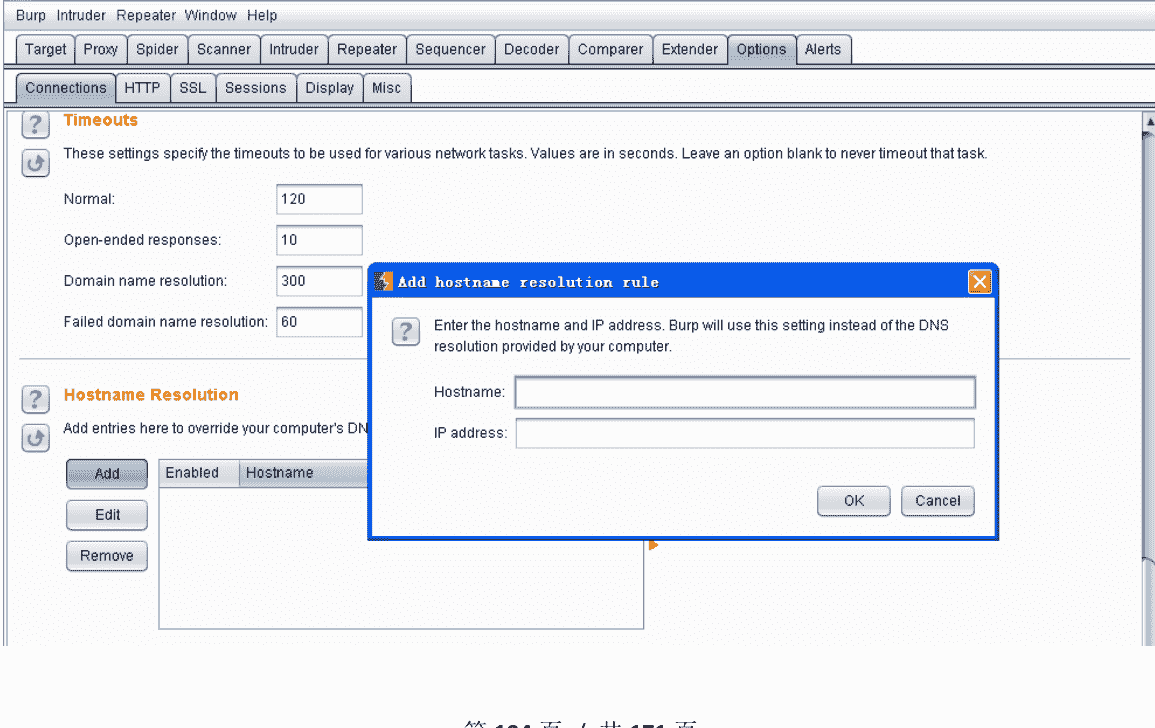 Burp Intruder Repeater Window Help
Target Proxy Spider Scanner Intruder Repeater Sequencer Decoder Comparer Extender Options Alerts
Connections HTTP SSL Sessions Display Misc
? Timeouts
These settings specify the timeouts to be used for various network tasks. Values are in seconds. Leave an option blank to never timeout that task.
Normal: 120
Open-ended responses: 10
Domain name resolution: 300
Failed domain name resolution: 60
Add hostname resolution rule
? Enter the hostname and IP address. Burp will use this setting instead of the DNS
resolution provided by your computer.
Hostname:
IP address:
OK Cancel
? Hostname Resolution
Add entries here to override your computer's DN
Add Enabled Hostname
Edit
Remove